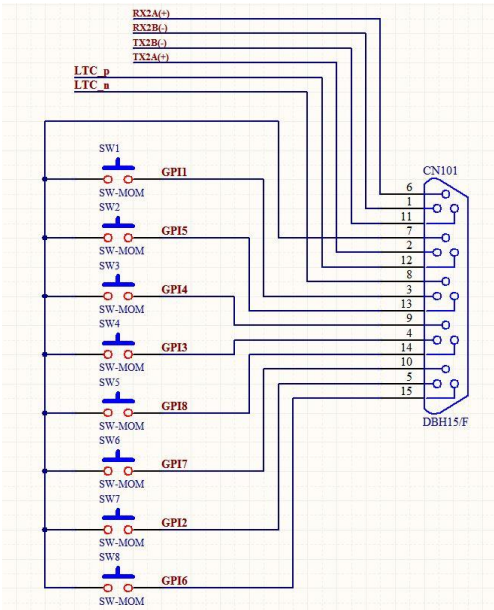 RX2A(+)
RX2B(-)
TX2B(-)
TX2A(+)
LTC_p
LTC_n
SW1
GPI1
SW-MOM
SW2
GPI5
SW-MOM
SW3
GPI4
SW-MOM
SW4
GPI3
SW-MOM
SW5
GPI8
SW-MOM
SW6
GPI7
SW-MOM
SW7
GPI2
SW-MOM
SW8
GPI6
SW-MOM
CN101
6
1
11
7
2
12
8
3
13
9
4
14
10
5
15
DBH15/F